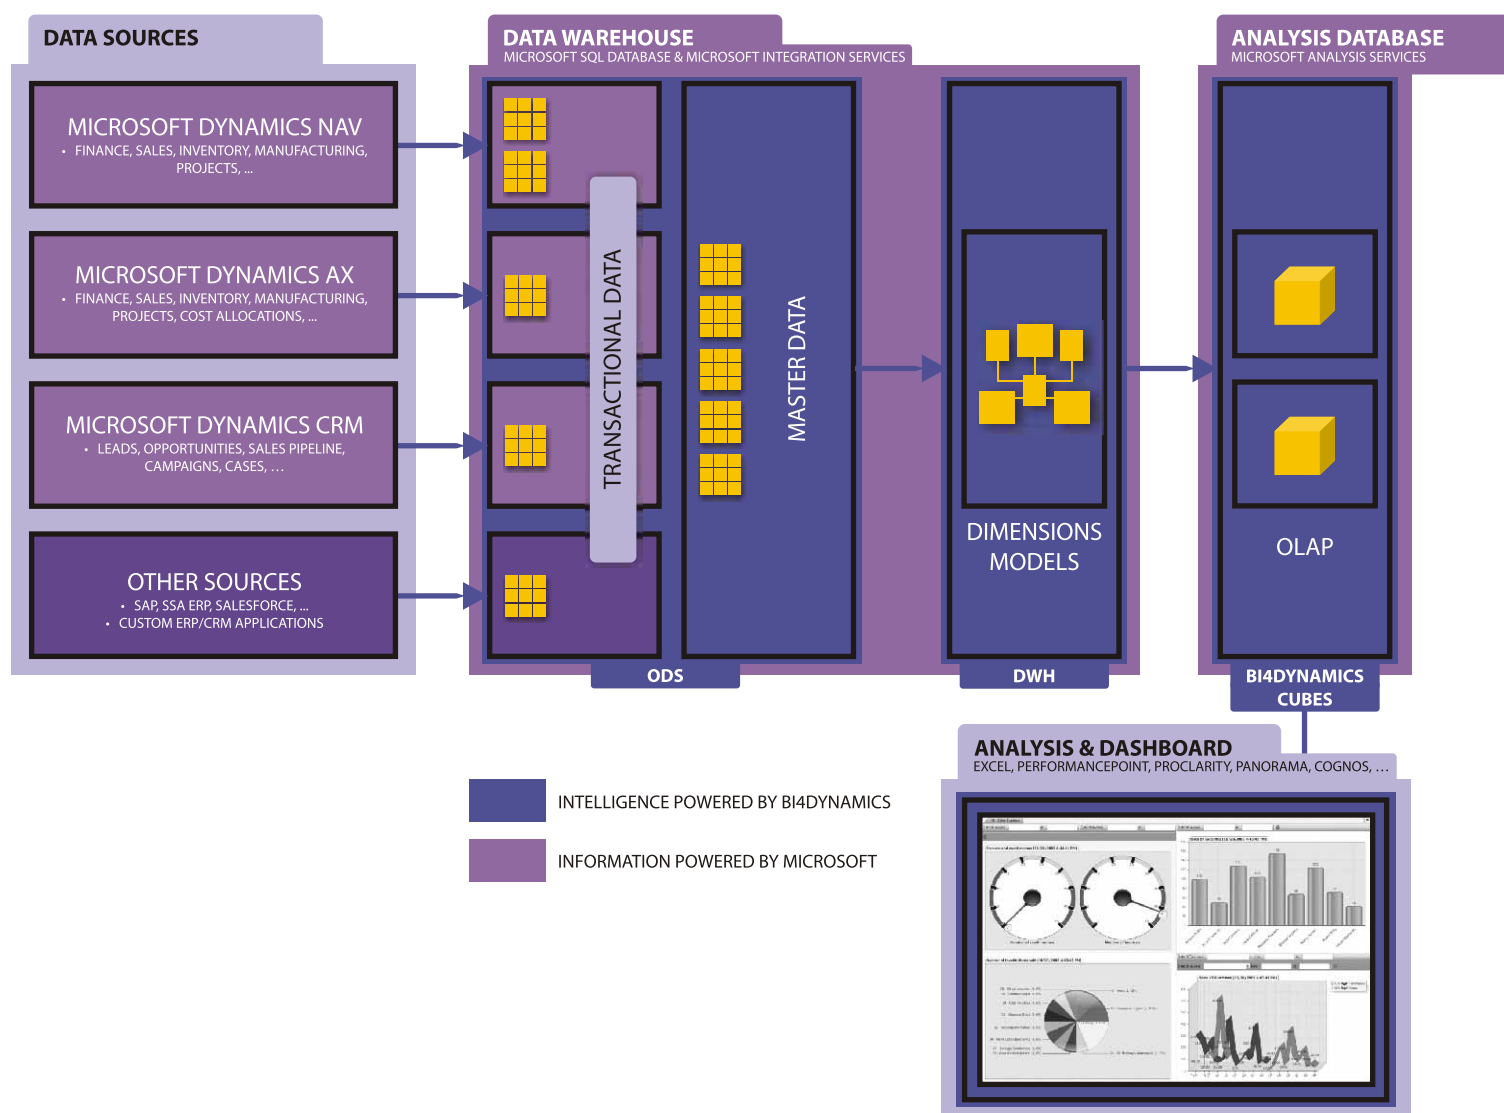 DATA SOURCES
MICROSOFT DYNAMICS NAV
• FINANCE, SALES, INVENTORY, MANUFACTURING,
PROJECTS, ...
MICROSOFT DYNAMICS AX
• FINANCE, SALES, INVENTORY, MANUFACTURING,
PROJECTS, COST ALLOCATIONS, ...
MICROSOFT DYNAMICS CRM
• LEADS, OPPORTUNITIES, SALES PIPELINE,
CAMPAIGNS, CASES, ...
OTHER SOURCES
• SAP, SSA ERP, SALESFORCE, ...
• CUSTOM ERP/CRM APPLICATIONS
DATA WAREHOUSE
MICROSOFT SQL DATABASE & MICROSOFT INTEGRATION SERVICES
TRANSACTIONAL DATA
MASTER DATA
ODS
DIMENSIONS
MODELS
DWH
ANALYSIS DATABASE
MICROSOFT ANALYSIS SERVICES
OLAP
BI4DYNAMICS
CUBES
ANALYSIS & DASHBOARD
EXCEL, PERFORMANCEPOINT, PROCLARITY, PANORAMA, COGNOS, ...
INTELLIGENCE POWERED BY BI4DYNAMICS
INFORMATION POWERED BY MICROSOFT